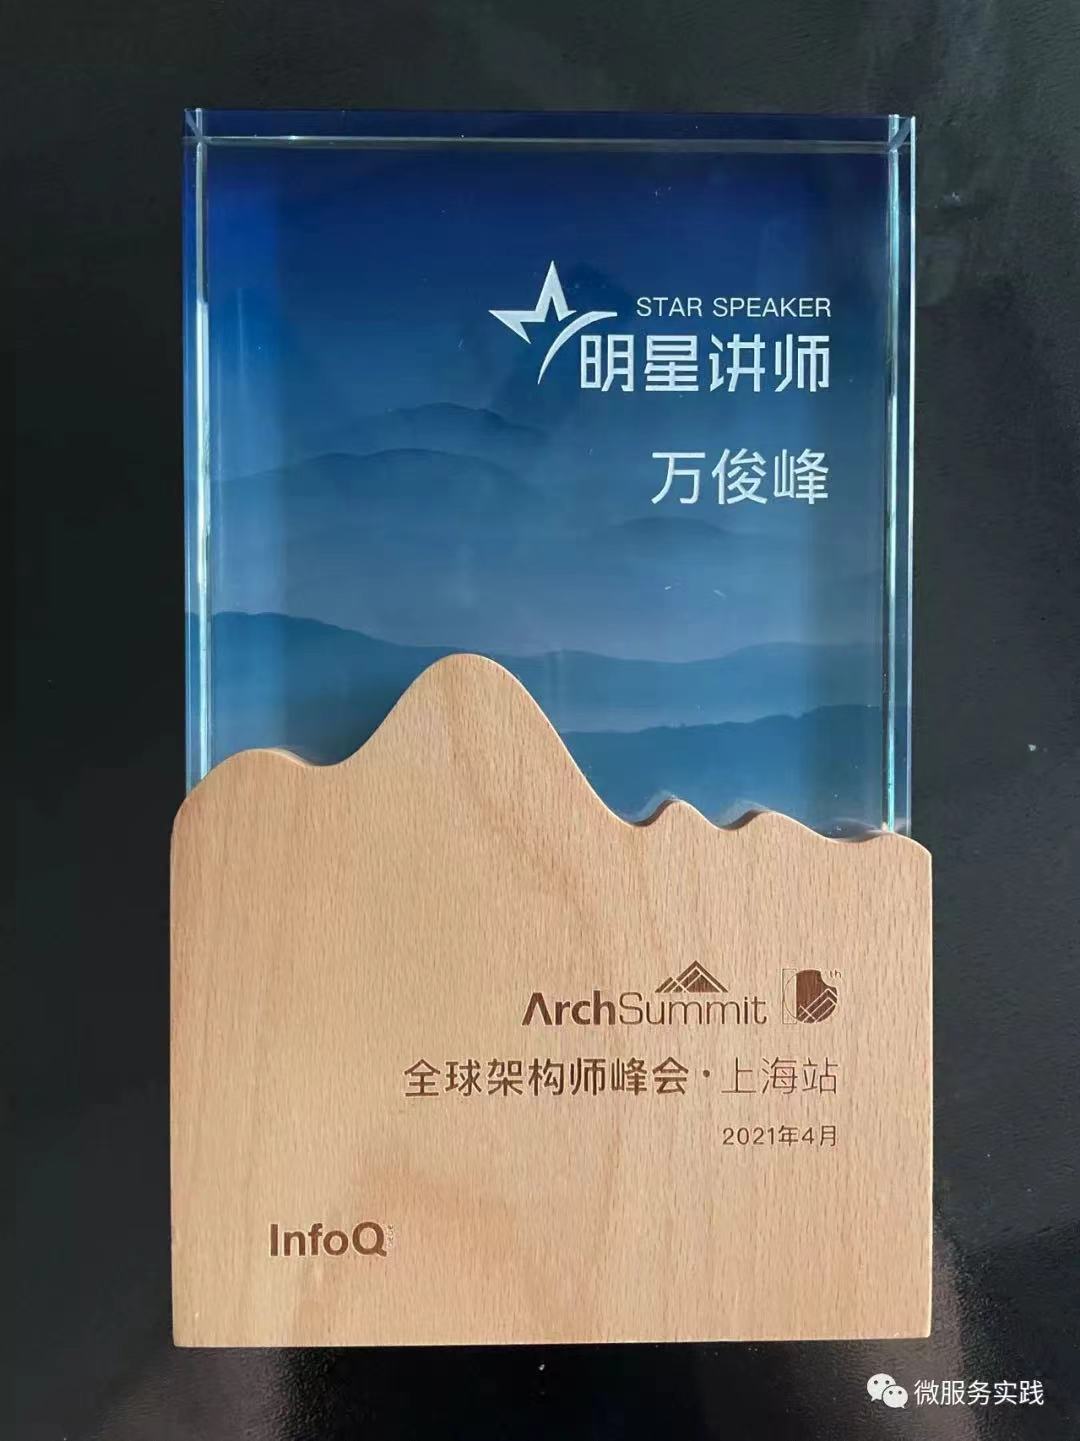 STAR SPEAKER
明星讲师
万俊峰
ArchSummit
th
全球架构师峰会·上海站
2021年4月
InfoQ
微服务实践